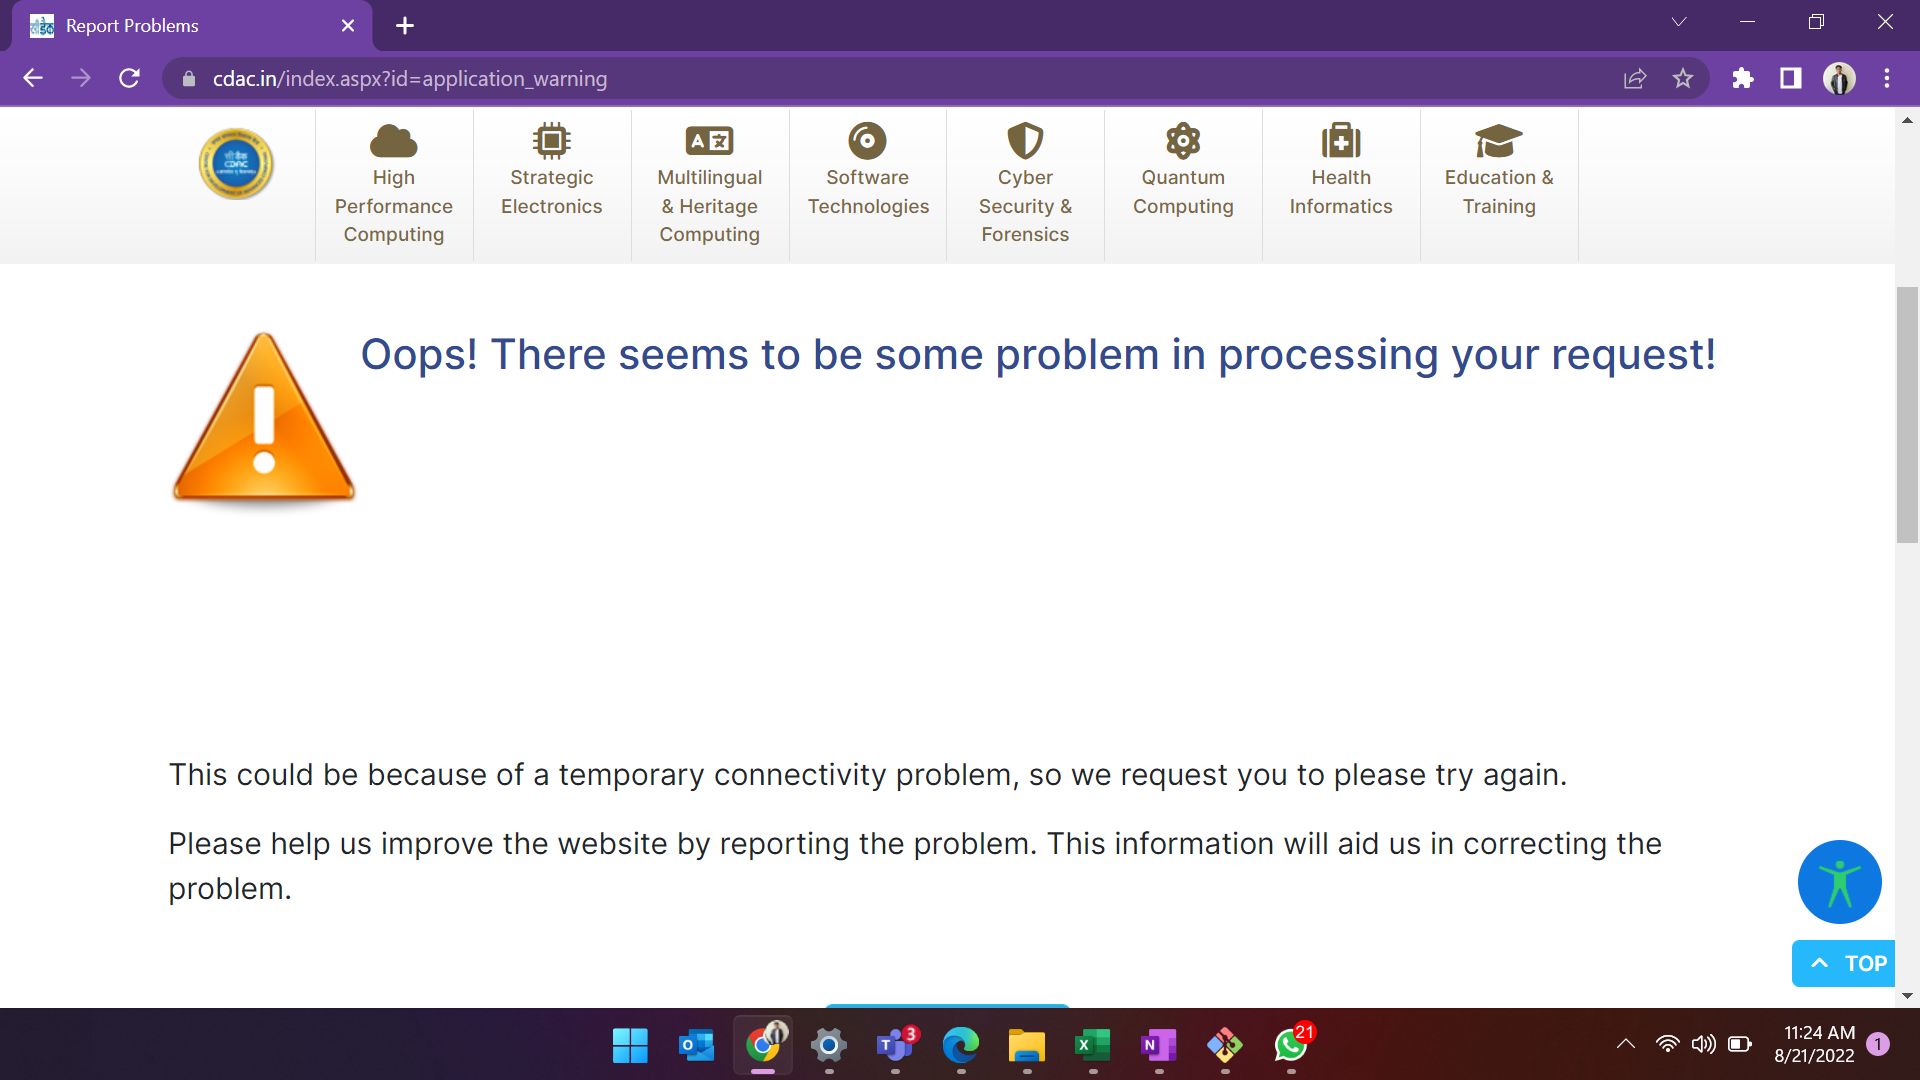 Report Problems
cdac.in/index.aspx?id=application_warning
सी डैक
CDAC
High
Performance
Computing
Strategic
Electronics
Multilingual
& Heritage
Computing
Software
Technologies
Cyber
Security &
Forensics
Quantum
Computing
Health
Informatics
Education &
Training
Oops! There seems to be some problem in processing your request!
This could be because of a temporary connectivity problem, so we request you to please try again.
Please help us improve the website by reporting the problem. This information will aid us in correcting the
problem.
TOP
3
21
11:24 AM
8/21/2022
1